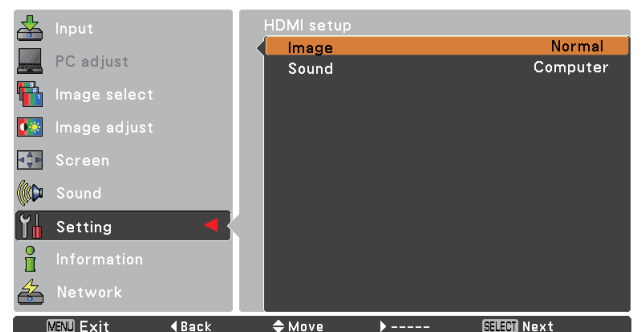 Input
PC adjust
Image select
Image adjust
Screen
Sound
Setting
Information
Network
HDMI setup
Image Normal
Sound Computer
MENU Exit Back Move ----- SELECT Next